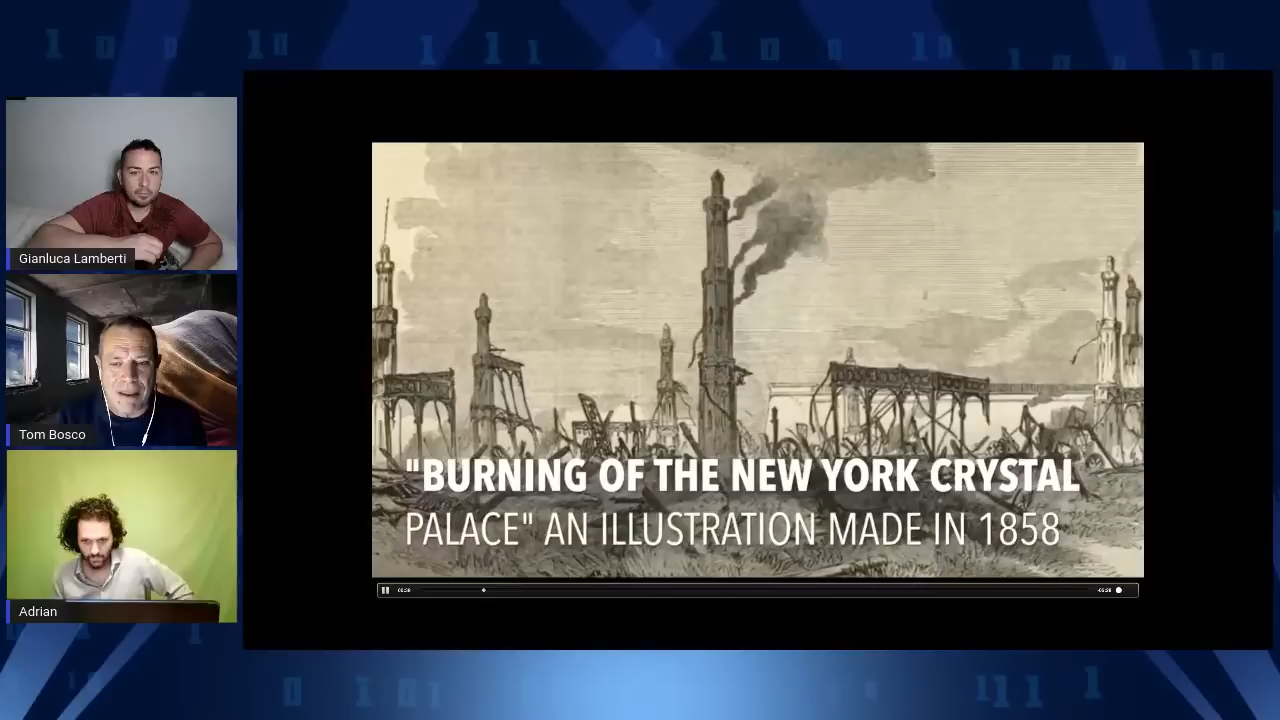 Gianluca Lamberti
Tom Bosco
Adrian
"BURNING OF THE NEW YORK CRYSTAL
PALACE" AN ILLUSTRATION MADE IN 1858